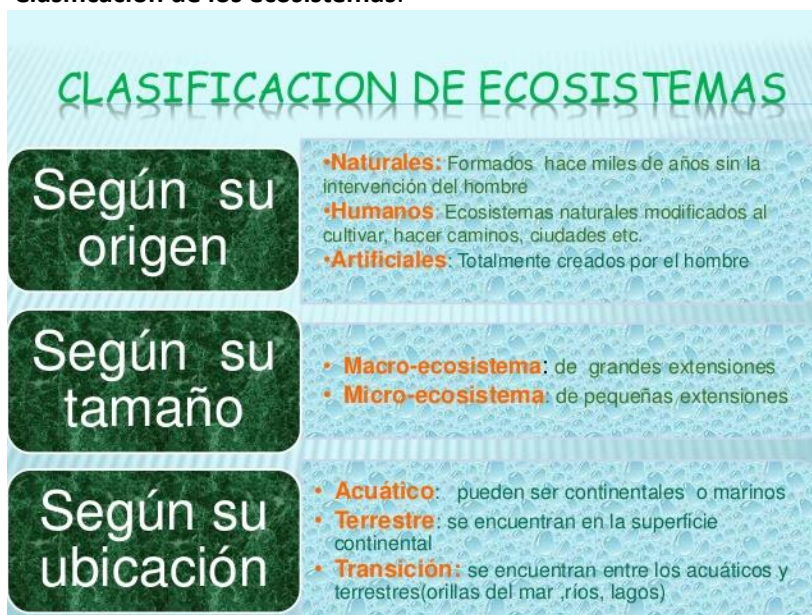 Clasificación de los ecosistemas.
CLASIFICACION DE ECOSISTEMAS
Según su
origen
•Naturales: Formados hace miles de años sin la
intervención del hombre
•Humanos: Ecosistemas naturales modificados al
cultivar, hacer caminos, ciudades etc.
•Artificiales: Totalmente creados por el hombre
Según su
tamaño
• Macro-ecosistema: de grandes extensiones
• Micro-ecosistema: de pequeñas extensiones
Según su
ubicación
• Acuático: pueden ser continentales o marinos
• Terrestre: se encuentran en la superficie
continental
• Transición: se encuentran entre los acuáticos y
terrestres(orillas del mar ,ríos, lagos)